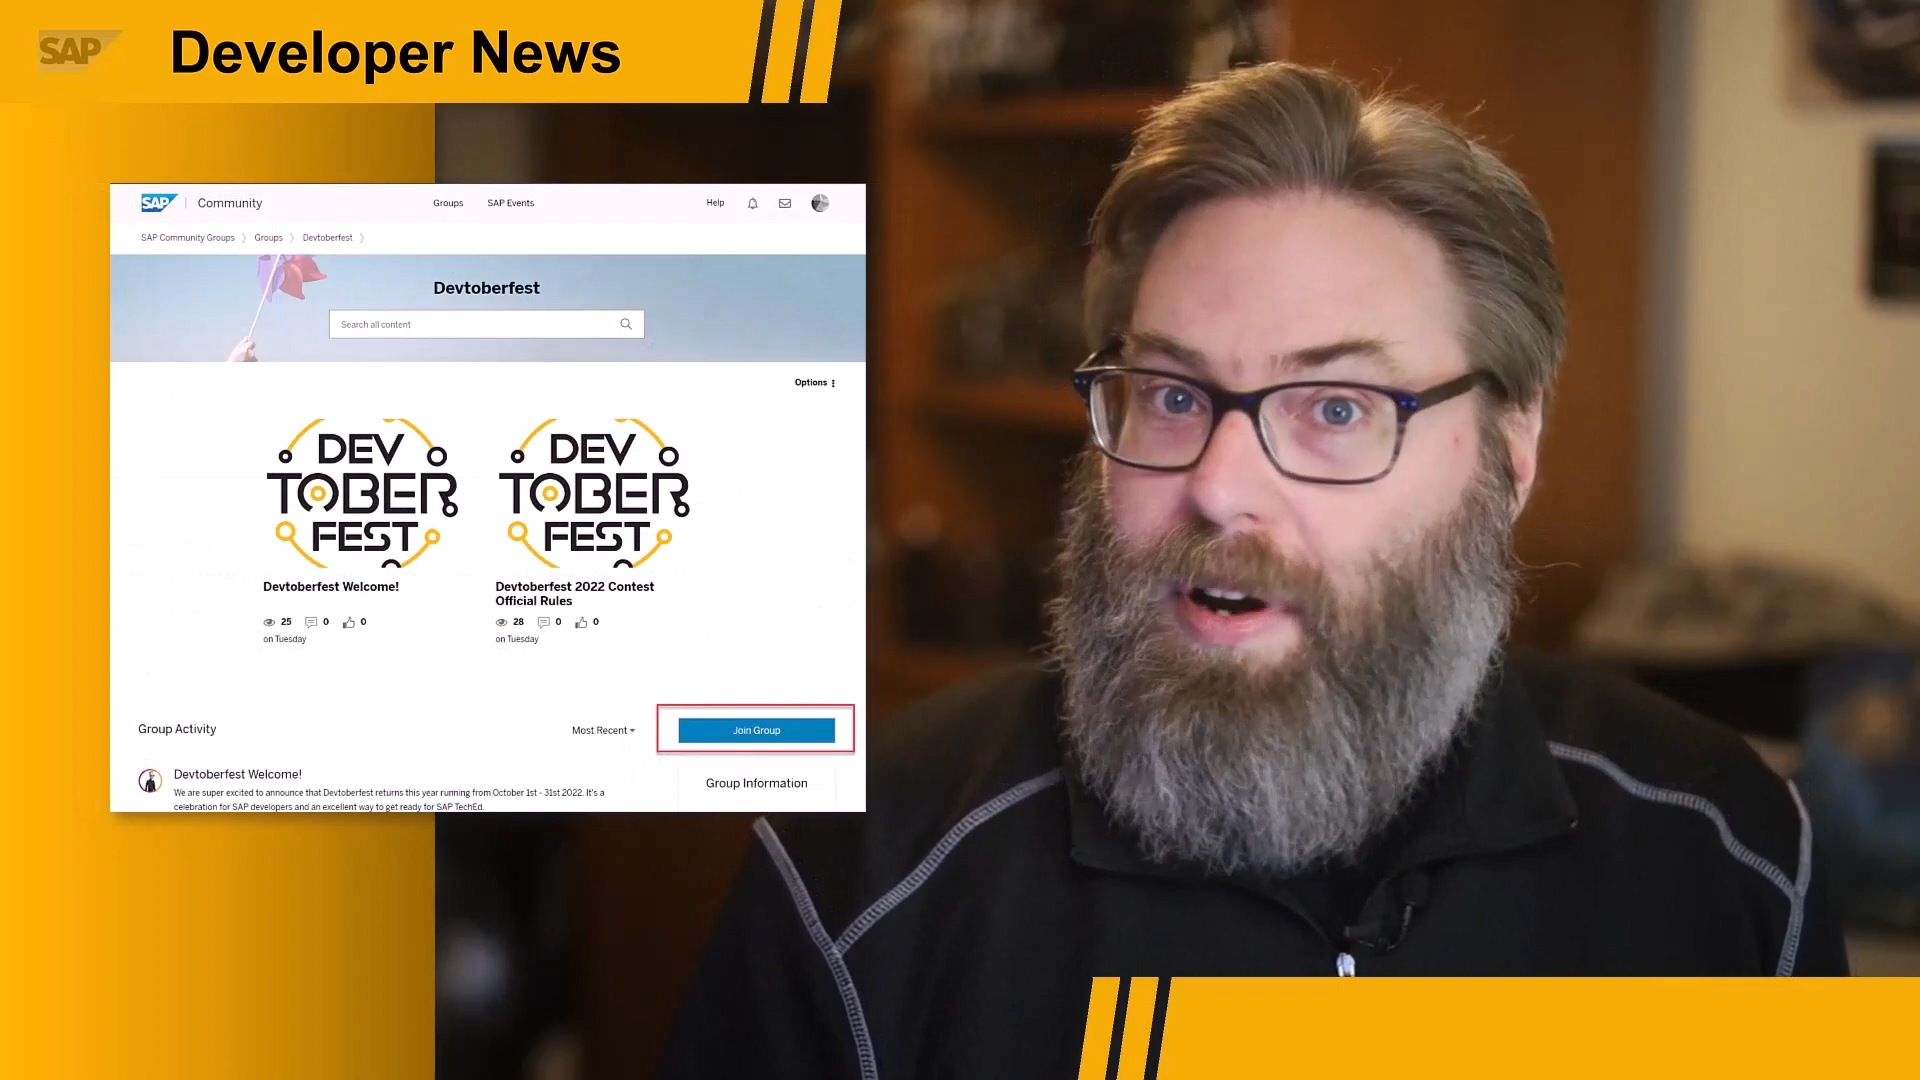 SAP Developer News
SAP Community Groups SAP Events Help
SAP Community Groups Groups Devtoberfest
Devtoberfest
Search all content
Options
DEV
TOBER
FEST
DEV
TOBER
FEST
Devtoberfest Welcome!
25 0 0
on Tuesday
Devtoberfest 2022 Contest
Official Rules
28 0 0
on Tuesday
Group Activity Most Recent Join Group
Devtoberfest Welcome!
We are super excited to announce that Devtoberfest returns this year running from October 1st - 31st 2022. It's a
celebration for SAP developers and an excellent way to get ready for SAP TechEd.
Group Information